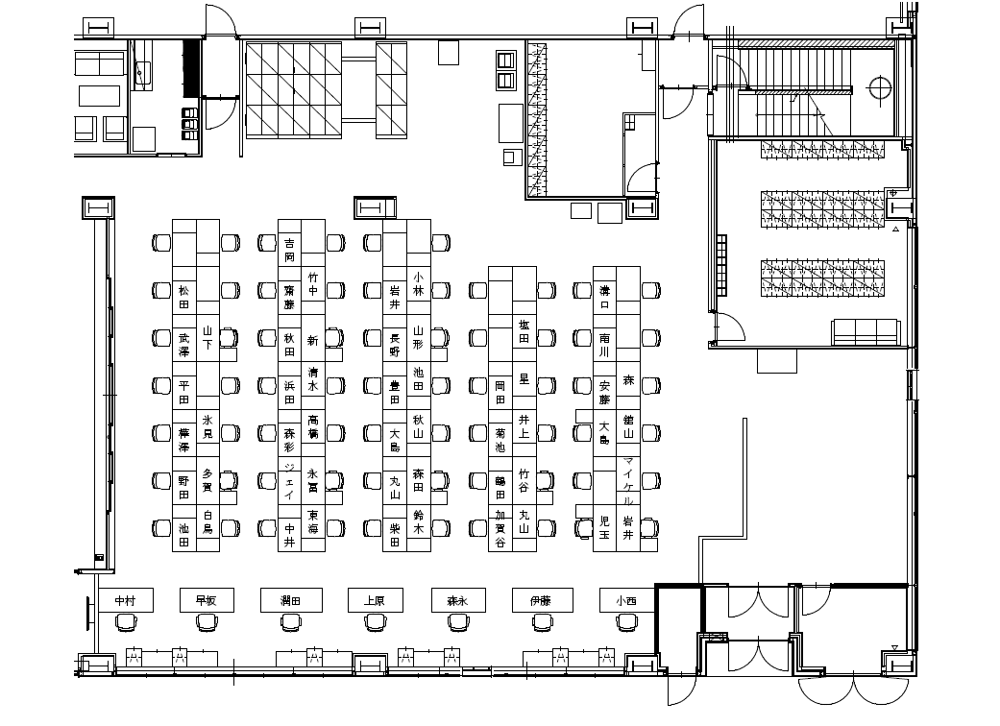 松田
武澤
平田
樺澤
野田
池田
山下
氷見
多賀
白鳥
吉岡
齋藤
秋田
浜田
森彩
ジェイ
中井
竹中
新
清水
高橋
永冨
東海
岩井
長野
豊田
大島
丸山
柴田
小林
山形
池田
秋山
森田
鈴木
岡田
菊池
鶴田
加賀谷
塩田
星
井上
竹谷
丸山
溝口
南川
安藤
大島
児玉
森
舘山
マイケル
岩井
中村
早坂
潤田
上原
森永
伊藤
小西